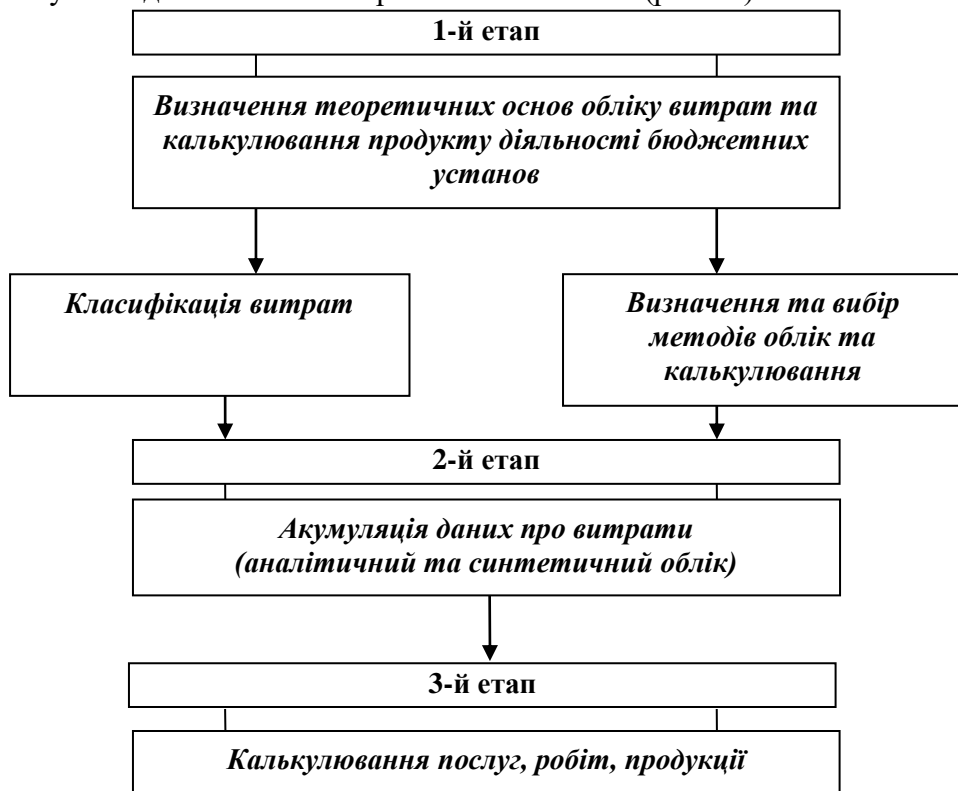 1-й етап
Визначення теоретичних основ обліку витрат та
калькулювання продукту діяльності бюджетних
установ
Класифікація витрат
Визначення та вибір
методів облік та
калькулювання
2-й етап
Акумуляція даних про витрати
(аналітичний та синтетичний облік)
3-й етап
Калькулювання послуг, робіт, продукції